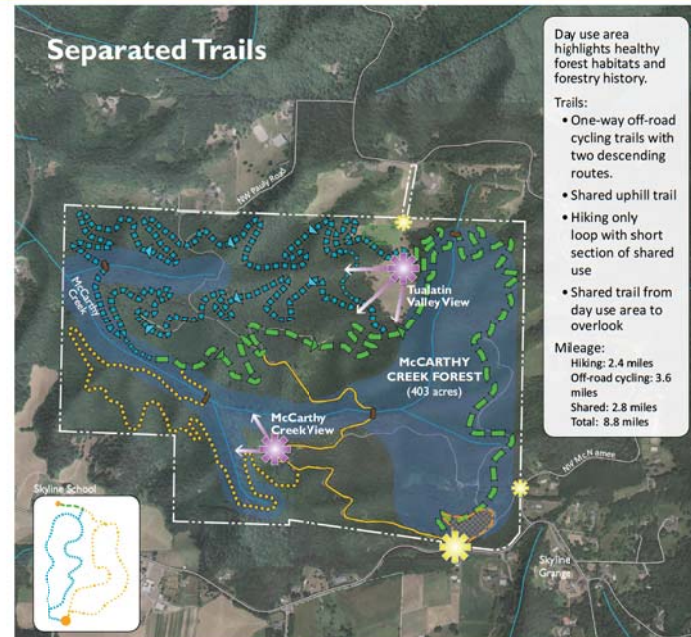 Separated Trails
Day use area
highlights healthy
forest habitats and
forestry history.
Trails:
• One-way off-road
cycling trails with
two descending
routes.
• Shared uphill trail
• Hiking only
loop with short
section of shared
use
• Shared trail from
day use area to
overlook
Mileage:
Hiking: 2.4 miles
Off-road cycling: 3.6
miles
Shared: 2.8 miles
Total: 8.8 miles
NW Pauly Road
McCarthy
Creek
Tualatin
Valley View
McCARTHY
CREEK FOREST
(403 acres)
McCarthy
Creek View
NW McNamee
Skyline School
Skyline
Grange